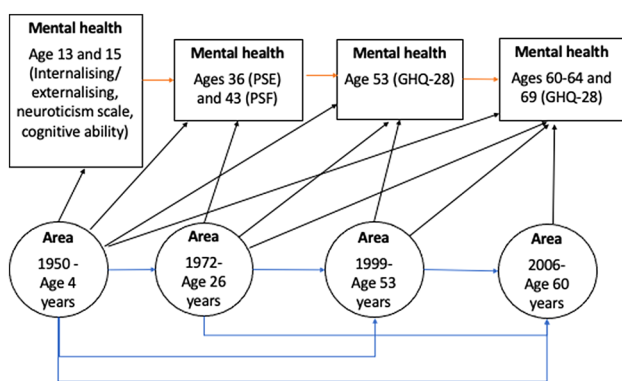 Mental health
Age 13 and 15
(Internalising/
externalising,
neuroticism scale,
cognitive ability)
Mental health
Ages 36 (PSE)
and 43 (PSF)
Mental health
Age 53 (GHQ-28)
Mental health
Ages 60-64 and
69 (GHQ-28)
Area
1950 -
Age 4
years
Area
1972-
Age 26
years
Area
1999-
Age 53
years
Area
2006-
Age 60
years